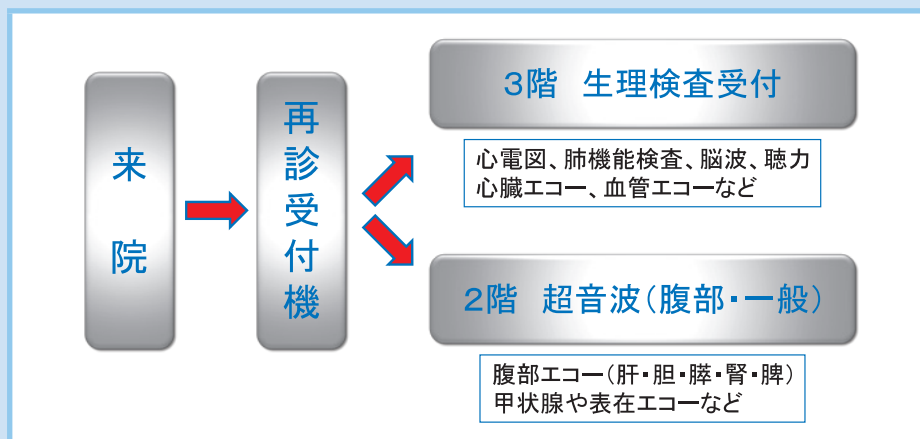 来院
再診受付機
3階 生理検査受付
心電図、肺機能検査、脳波、聴力
心臓エコー、血管エコーなど
2階 超音波(腹部・一般)
腹部エコー(肝・胆・膵・腎・脾)
甲状腺や表在エコーなど